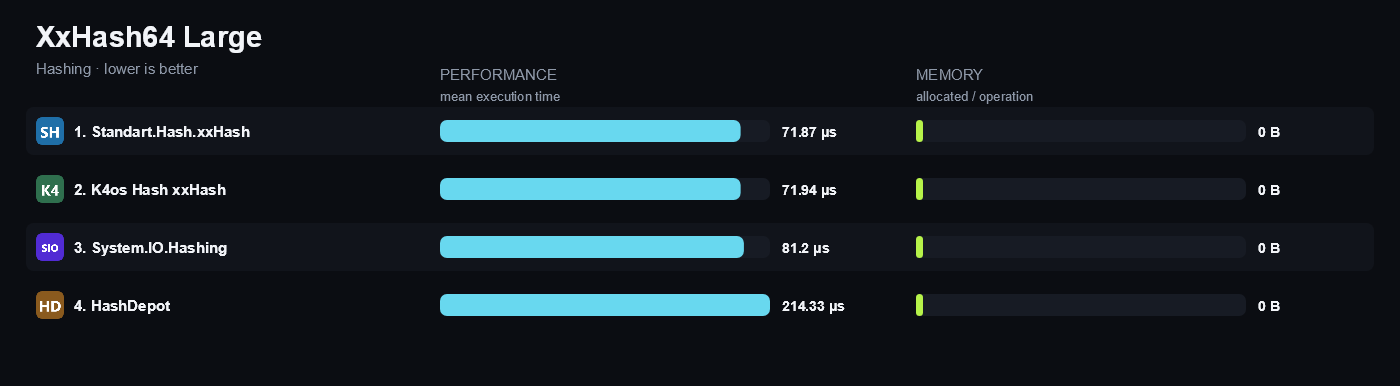 XxHash64 Large
Hashing · lower is better
PERFORMANCE
mean execution time
MEMORY
allocated / operation
SH 1. Standart.Hash.xxHash 71.87 µs 0 B
K4 2. K4os Hash xxHash 71.94 µs 0 B
SIO 3. System.IO.Hashing 81.2 µs 0 B
HD 4. HashDepot 214.33 µs 0 B